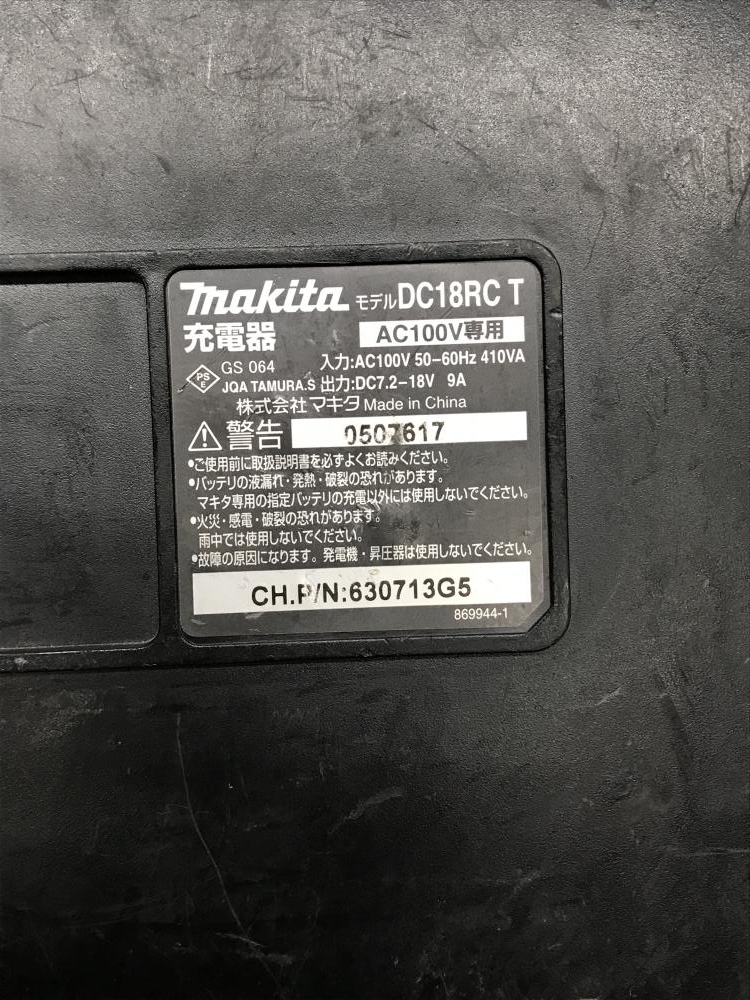 makita モデル DC18RC T
充電器 AC100V専用
PS E GS 064 入力:AC100V 50-60Hz 410VA
JQA TAMURA.S 出力:DC7.2-18V 9A
株式会社マキタ Made in China
警告 0507617
•ご使用前に取扱説明書を必ずよくお読みください。
•バッテリの液漏れ・発熱・破裂の恐れがあります。
マキタ専用の指定バッテリの充電以外には使用しないでください。
•火災・感電・破裂の恐れがあります。
雨中では使用しないでください。
•故障の原因になります。発電機・昇圧器は使用しないでください。
CH.P/N:630713G5
869944-1